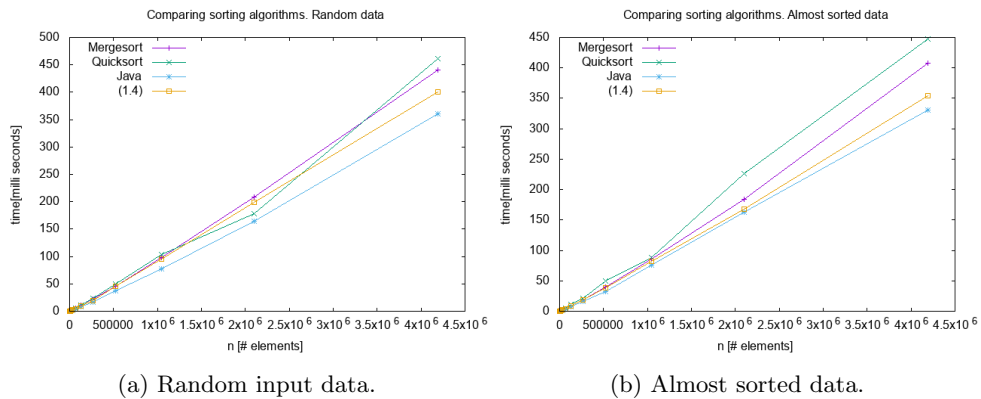 Comparing sorting algorithms. Random data
500
450
400
350
300
250
200
150
100
50
0
time[milli seconds]
Mergesort
Quicksort
Java
(1.4)
0 500000 1x10^6 1.5x10^6 2x10^6 2.5x10^6 3x10^6 3.5x10^6 4x10^6 4.5x10^6
n [# elements]
(a) Random input data.
Comparing sorting algorithms. Almost sorted data
450
400
350
300
250
200
150
100
50
0
time[milli seconds]
Mergesort
Quicksort
Java
(1.4)
0 500000 1x10^6 1.5x10^6 2x10^6 2.5x10^6 3x10^6 3.5x10^6 4x10^6 4.5x10^6
n [# elements]
(b) Almost sorted data.